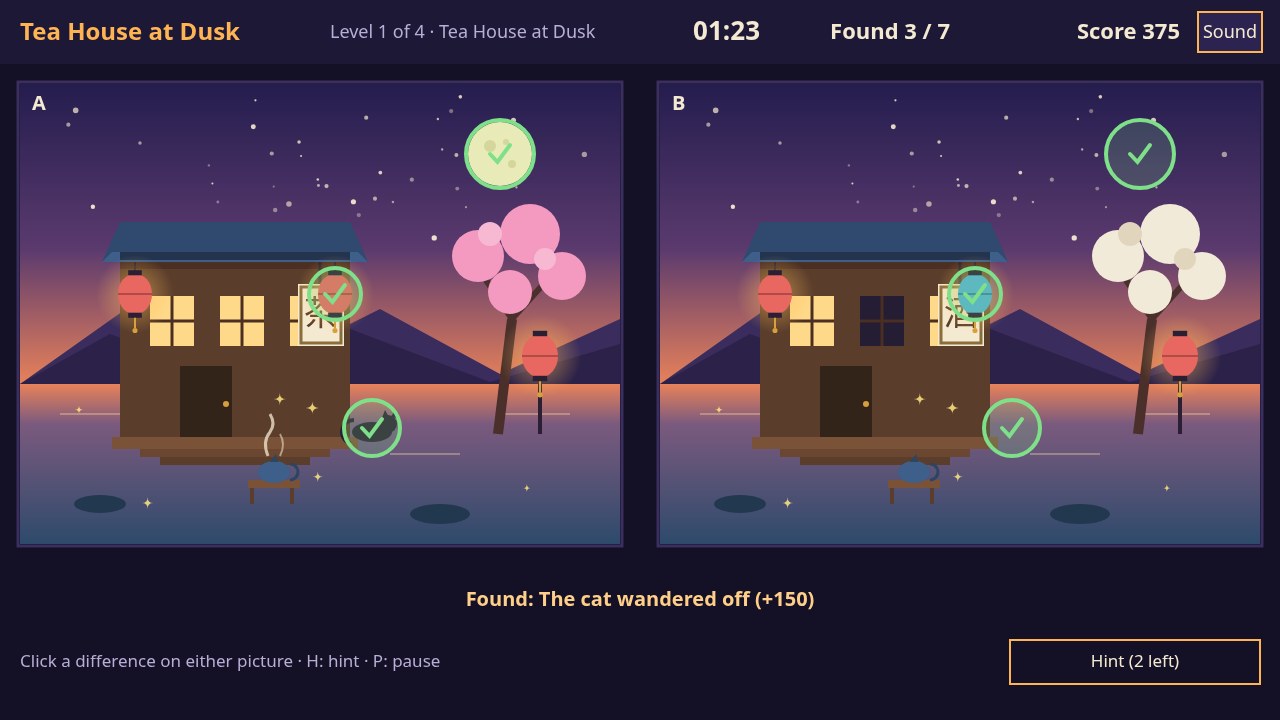 Tea House at Dusk
Level 1 of 4 · Tea House at Dusk
01:23
Found 3 / 7
Score 375
Sound
A
B
Found: The cat wandered off (+150)
Click a difference on either picture · H: hint · P: pause
Hint (2 left)